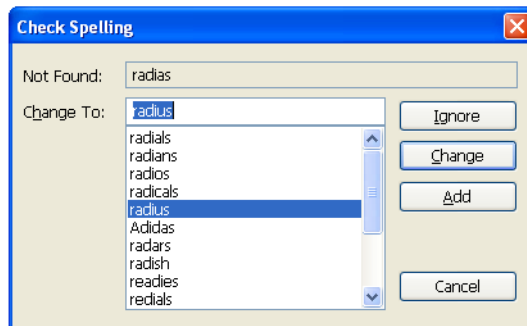 Check Spelling
Not Found: radias
Change To: radius
Ignore
radials
radians
radios
Change
radicals
radius
Add
Adidas
radars
radish
readies
Cancel
redials